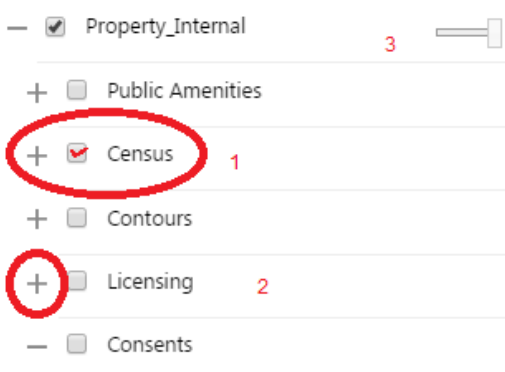 Property_Internal
3
Public Amenities
Census
1
Contours
Licensing
2
Consents